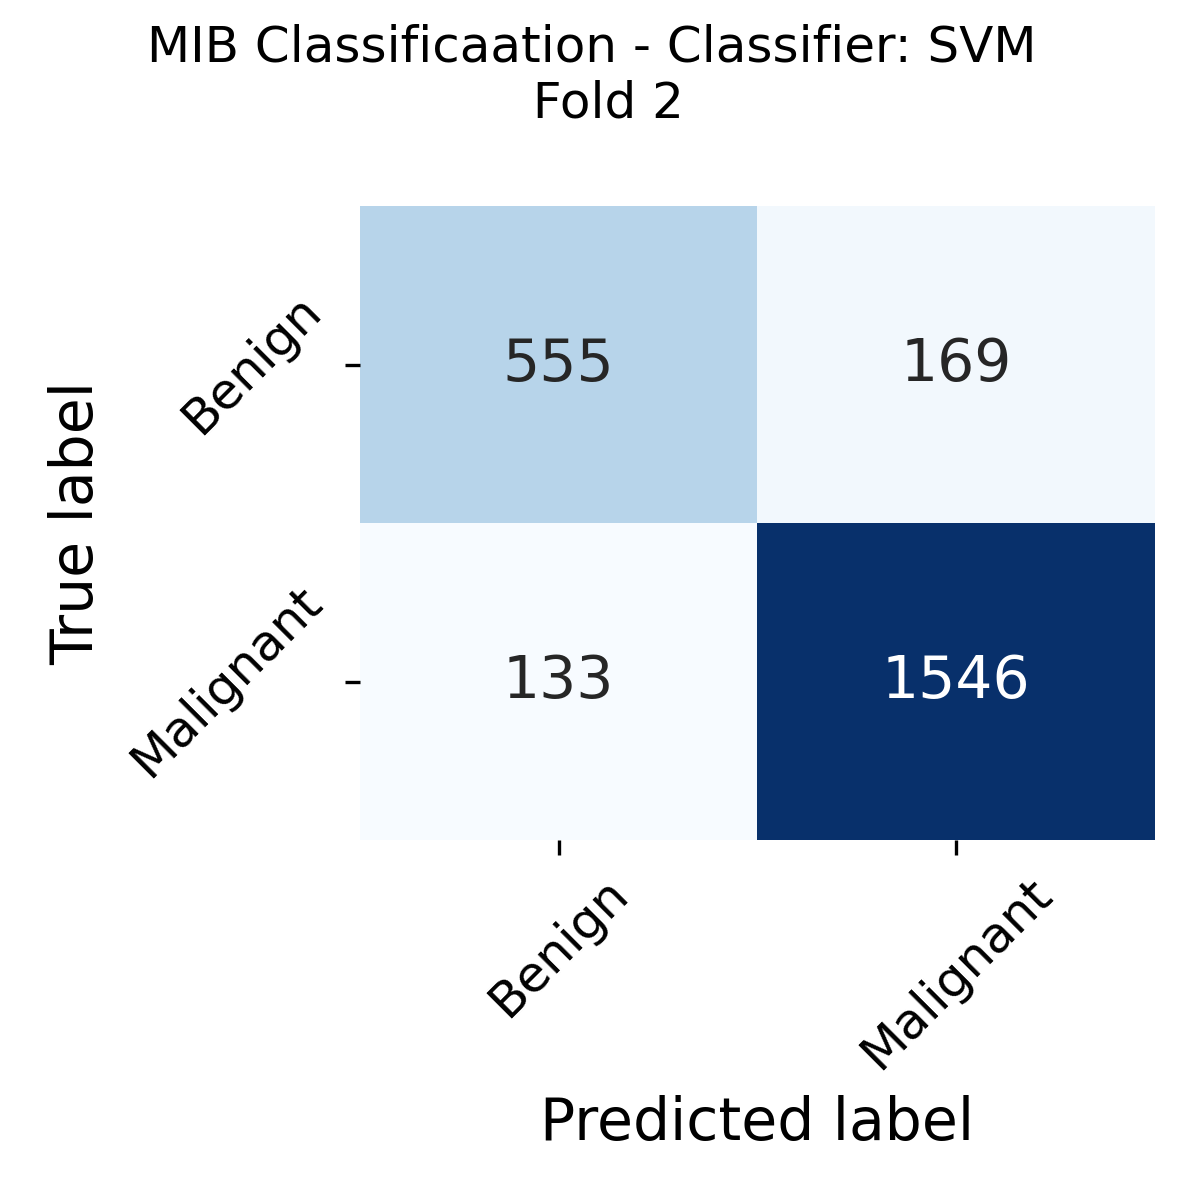 MIB Classificaation - Classifier: SVM
Fold 2
True label
Benign
555
169
Malignant
133
1546
Benign
Malignant
Predicted label